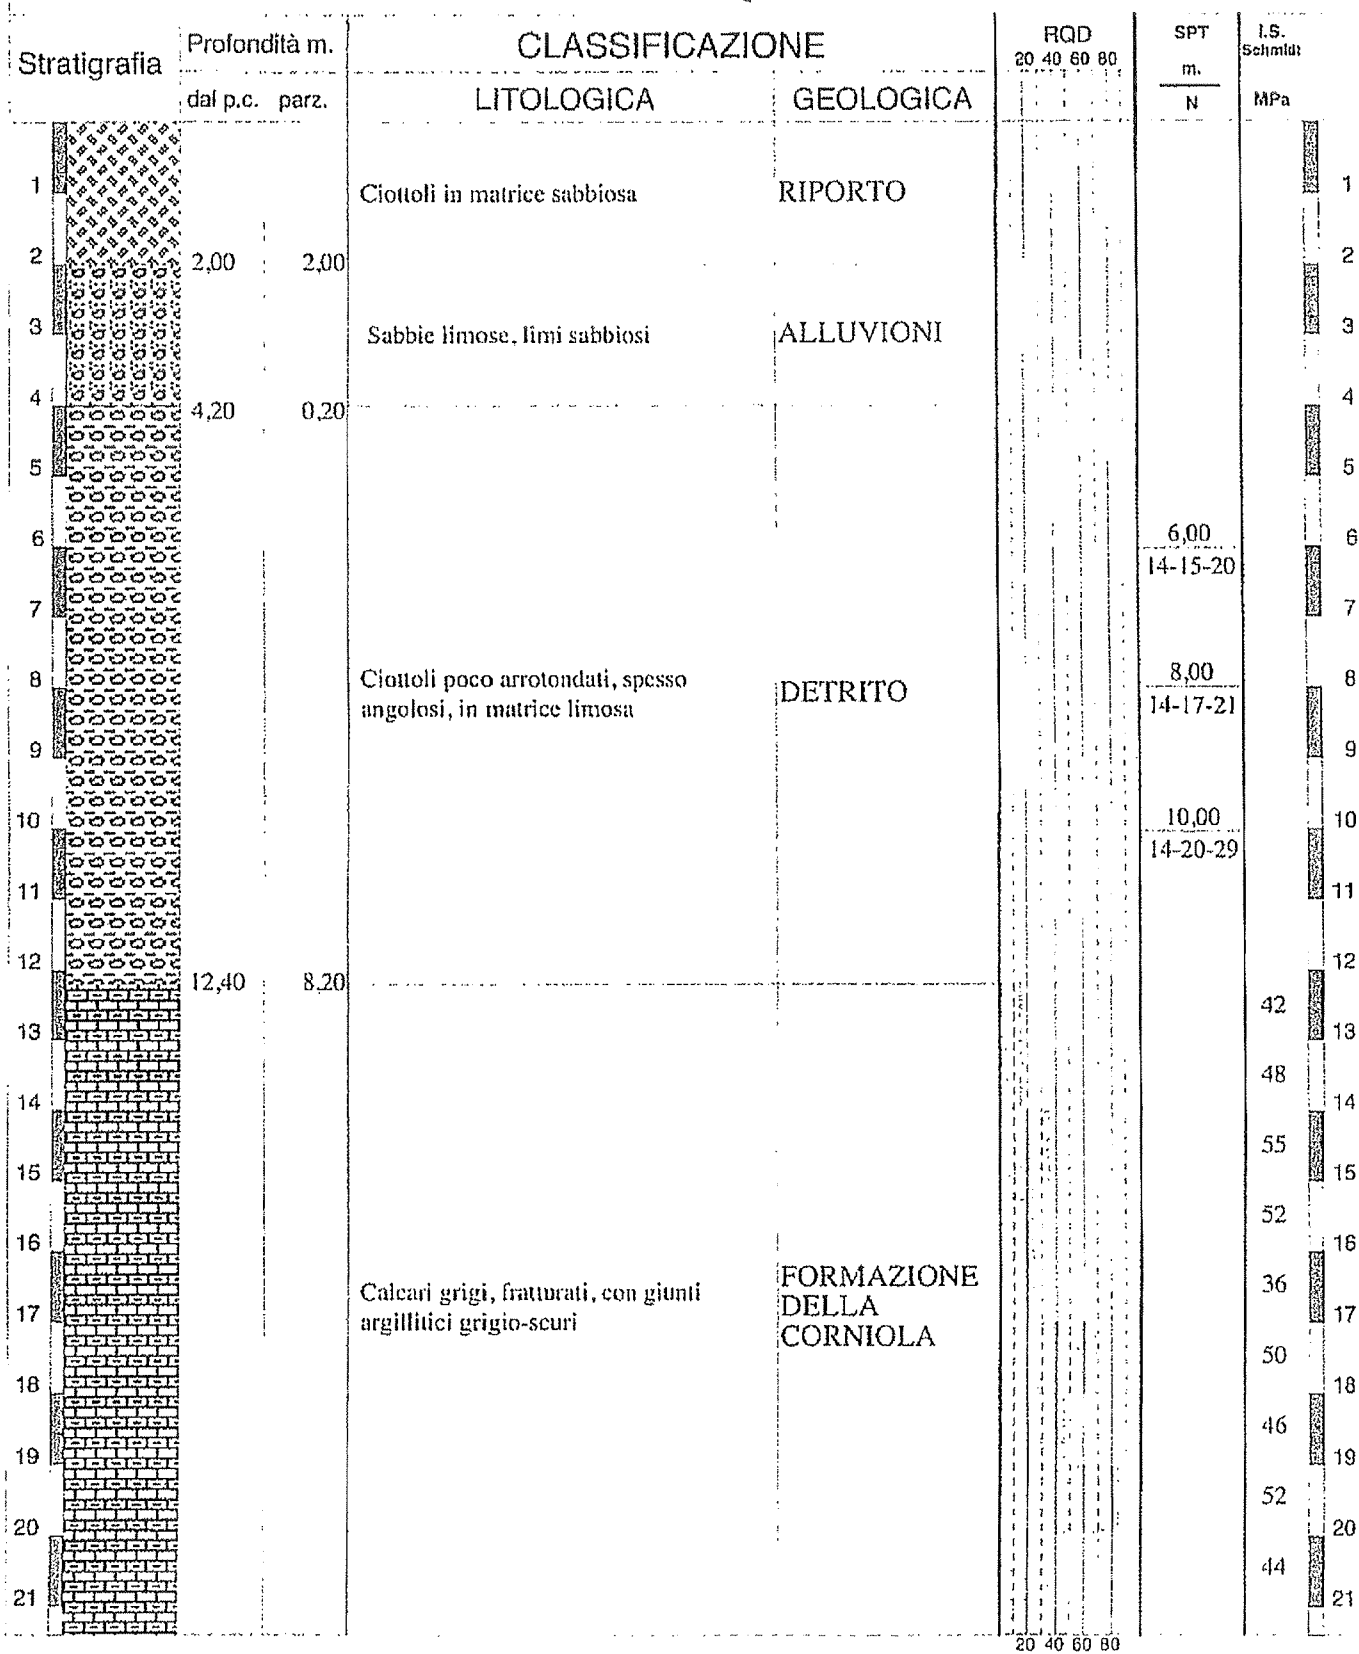 Stratigrafia
Profondità m.
dal p.c. parz.
CLASSIFICAZIONE
LITOLOGICA
GEOLOGICA
RQD
20 40 60 80
SPT
m.
N
I.S.
Schmidt
MPa
1
Ciottoli in matrice sabbiosa
RIPORTO
1
2
2,00 2,00
2
3
Sabbie limose, limi sabbiosi
ALLUVIONI
3
4
4,20 0,20
4
5
5
6
6,00
14-15-20
6
7
7
8
Ciottoli poco arrotondati, spesso
angolosi, in matrice limosa
DETRITO
8,00
14-17-21
8
9
9
10
10,00
14-20-29
10
11
11
12
12,40 8,20
12
42
13
13
48
14
14
55
15
15
52
16
16
Calcari grigi, fratturati, con giunti
argillitici grigio-scuri
FORMAZIONE
DELLA
CORNIOLA
36
17
17
50
18
18
46
19
19
52
20
20
44
21
21
20 40 60 80